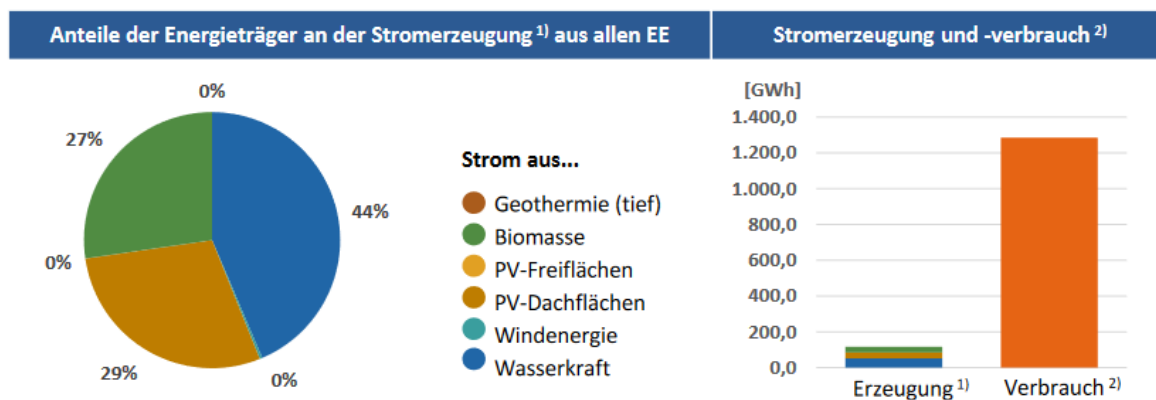 Anteile der Energieträger an der Stromerzeugung 1) aus allen EE
Stromerzeugung und -verbrauch 2)
0%
27%
44%
0%
29%
0%
Strom aus...
Geothermie (tief)
Biomasse
PV-Freiflächen
PV-Dachflächen
Windenergie
Wasserkraft
[GWh]
1.400,0
1.200,0
1.000,0
800,0
600,0
400,0
200,0
0,0
Erzeugung 1)
Verbrauch 2)